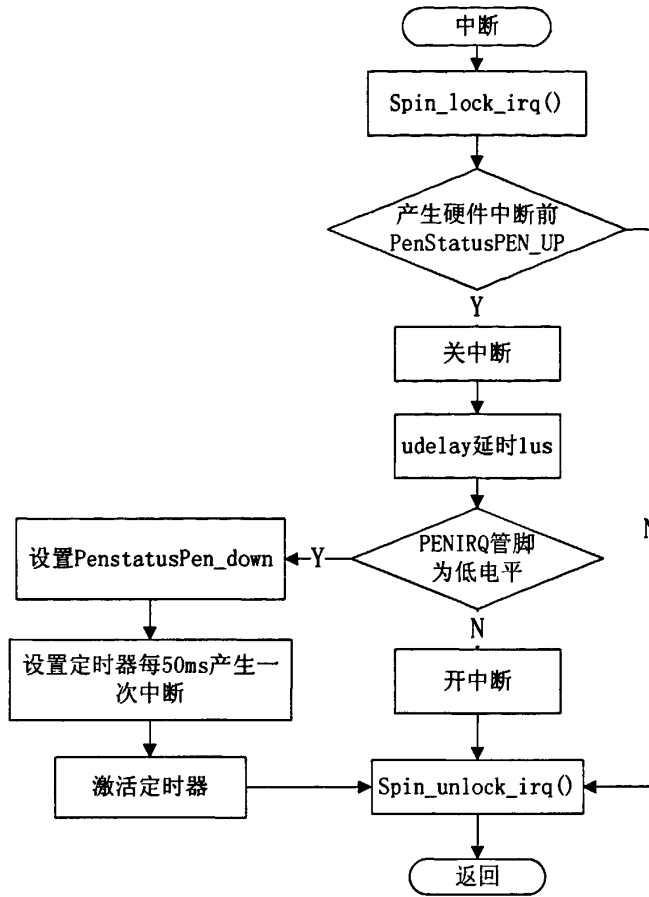 中断
Spin_lock_irq()
产生硬件中断前
PenStatusPEN_UP
Y
关中断
udelay延时1us
PENIRQ管脚
为低电平
Y
设置PenstatusPen_down
N
N
设置定时器每50ms产生一
次中断
开中断
激活定时器
Spin_unlock_irq()
返回